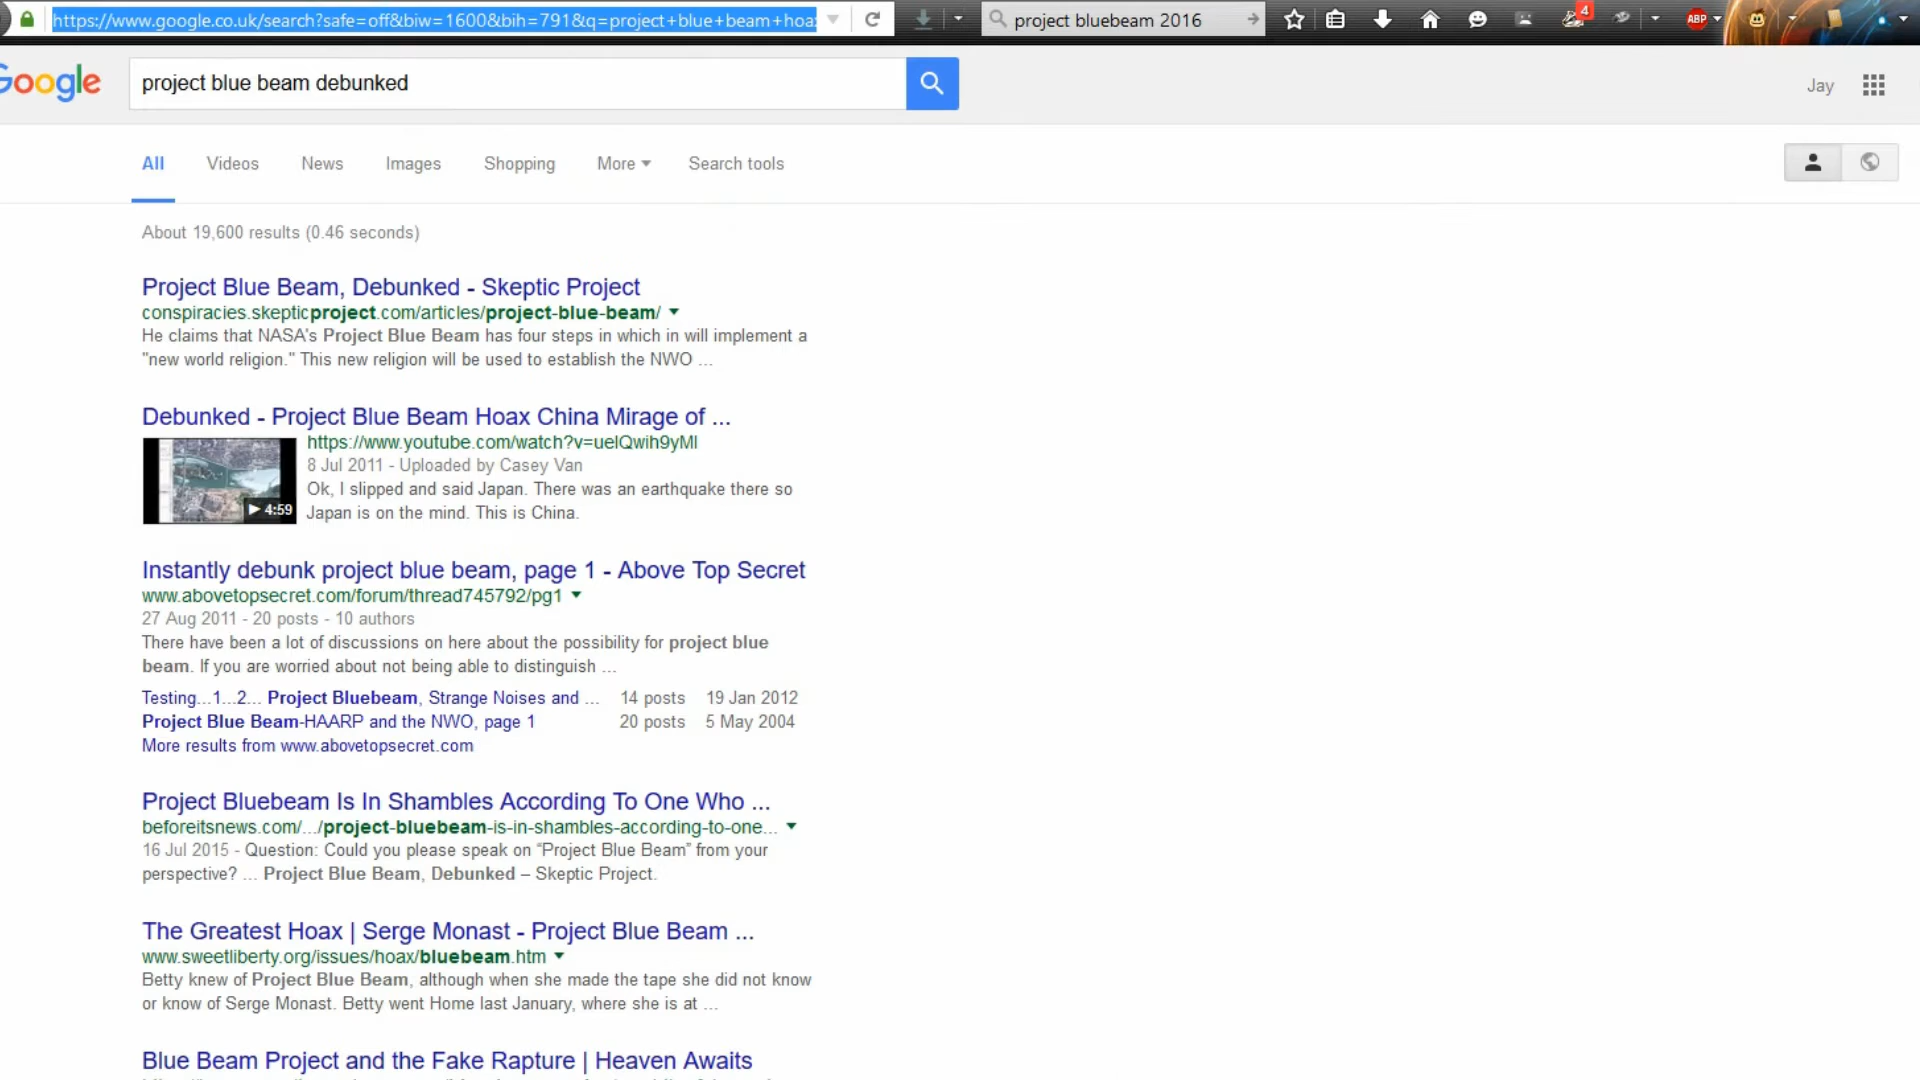 https://www.google.co.uk/search?safe=off&biw=1600&bih=791&q=project+blue+beam+hoa
project bluebeam 2016
4
ABP
Google
project blue beam debunked
Jay
All Videos News Images Shopping More Search tools
About 19,600 results (0.46 seconds)
Project Blue Beam, Debunked - Skeptic Project
conspiracies.skepticproject.com/articles/project-blue-beam/
He claims that NASA's Project Blue Beam has four steps in which in will implement a
"new world religion." This new religion will be used to establish the NWO ...
Debunked - Project Blue Beam Hoax China Mirage of ...
https://www.youtube.com/watch?v=uelQwih9yMI
8 Jul 2011 - Uploaded by Casey Van
Ok, I slipped and said Japan. There was an earthquake there so
Japan is on the mind. This is China.
4:59
Instantly debunk project blue beam, page 1 - Above Top Secret
www.abovetopsecret.com/forum/thread745792/pg1
27 Aug 2011 - 20 posts - 10 authors
There have been a lot of discussions on here about the possibility for project blue
beam. If you are worried about not being able to distinguish ...
Testing...1...2... Project Bluebeam, Strange Noises and ... 14 posts 19 Jan 2012
Project Blue Beam-HAARP and the NWO, page 1 20 posts 5 May 2004
More results from www.abovetopsecret.com
Project Bluebeam Is In Shambles According To One Who ...
beforeitsnews.com/.../project-bluebeam-is-in-shambles-according-to-one...
16 Jul 2015 - Question: Could you please speak on “Project Blue Beam” from your
perspective? ... Project Blue Beam, Debunked – Skeptic Project.
The Greatest Hoax | Serge Monast - Project Blue Beam ...
www.sweetliberty.org/issues/hoax/bluebeam.htm
Betty knew of Project Blue Beam, although when she made the tape she did not know
or know of Serge Monast. Betty went Home last January, where she is at ...
Blue Beam Project and the Fake Rapture | Heaven Awaits